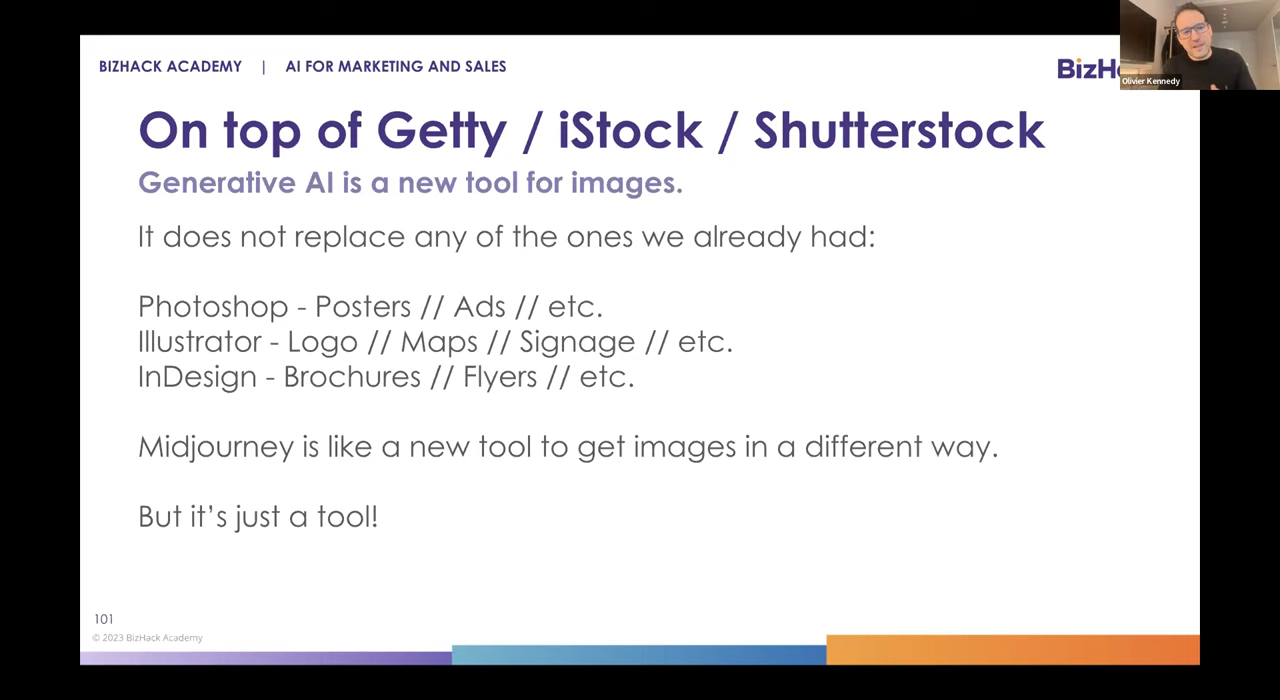 BIZHACK ACADEMY | AI FOR MARKETING AND SALES
BizH
Olivier Kennedy
On top of Getty / iStock / Shutterstock
Generative AI is a new tool for images.
It does not replace any of the ones we already had:
Photoshop - Posters // Ads // etc.
Illustrator - Logo // Maps // Signage // etc.
InDesign - Brochures // Flyers // etc.
Midjourney is like a new tool to get images in a different way.
But it’s just a tool!
101
© 2023 BizHack Academy